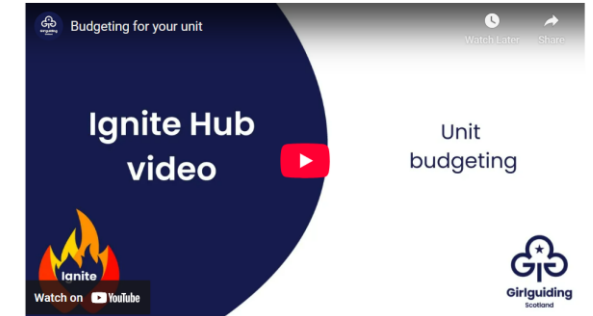 Budgeting for your unit
Watch Later
Share
Ignite Hub
video
Unit
budgeting
Ignite
Watch on YouTube
Girlguiding
Scotland